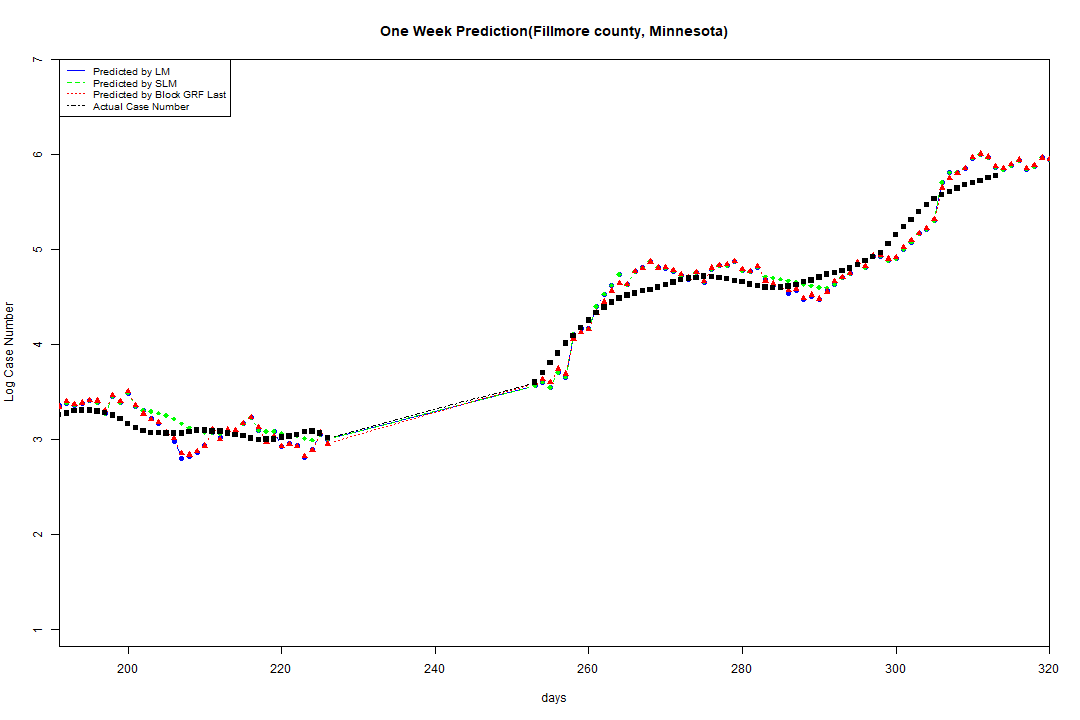 One Week Prediction(Fillmore county, Minnesota)
Predicted by LM
Predicted by SLM
Predicted by Block GRF Last
Actual Case Number
7
6
5
4
3
2
1
Log Case Number
200 220 240 260 280 300 320
days